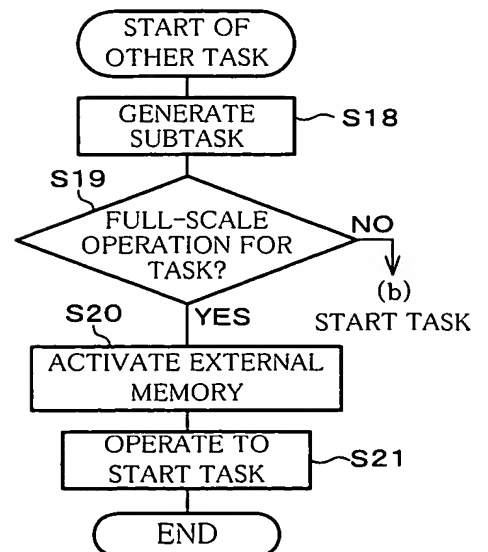 START OF
OTHER TASK
GENERATE
SUBTASK
S18
S19
FULL-SCALE
OPERATION FOR
TASK?
NO
(b)
START TASK
YES
S20
ACTIVATE EXTERNAL
MEMORY
OPERATE TO
START TASK
S21
END